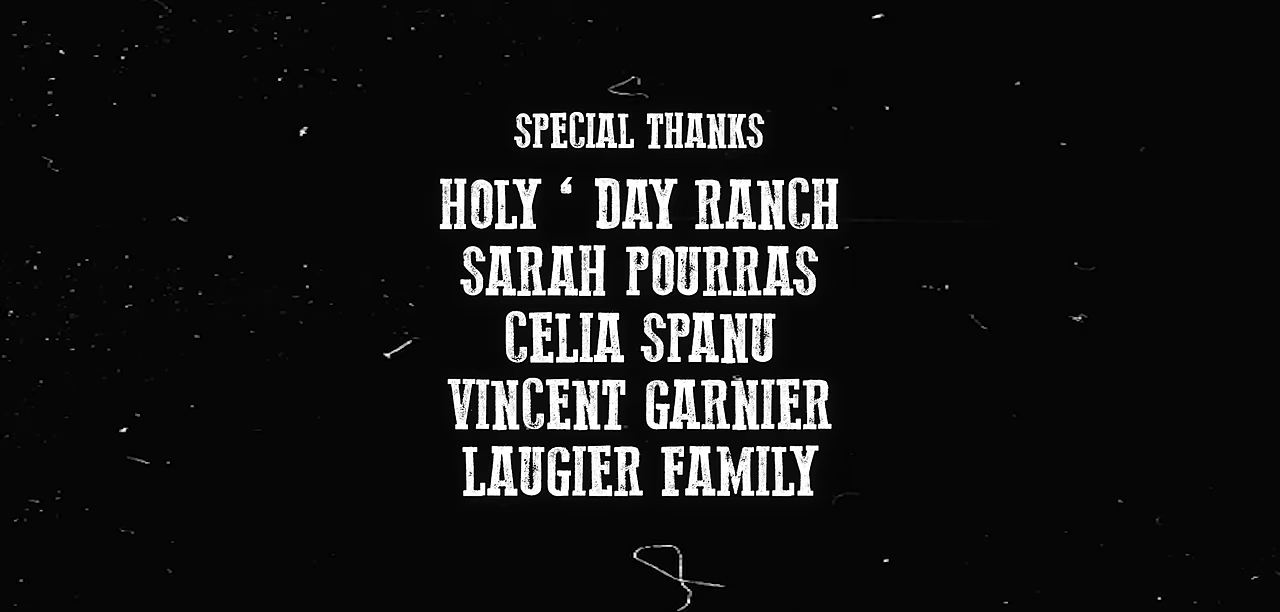 SPECIAL THANKS
HOLY ‘ DAY RANCH
SARAH POURRAS
CELIA SPANU
VINCENT GARNIER
LAUGIER FAMILY